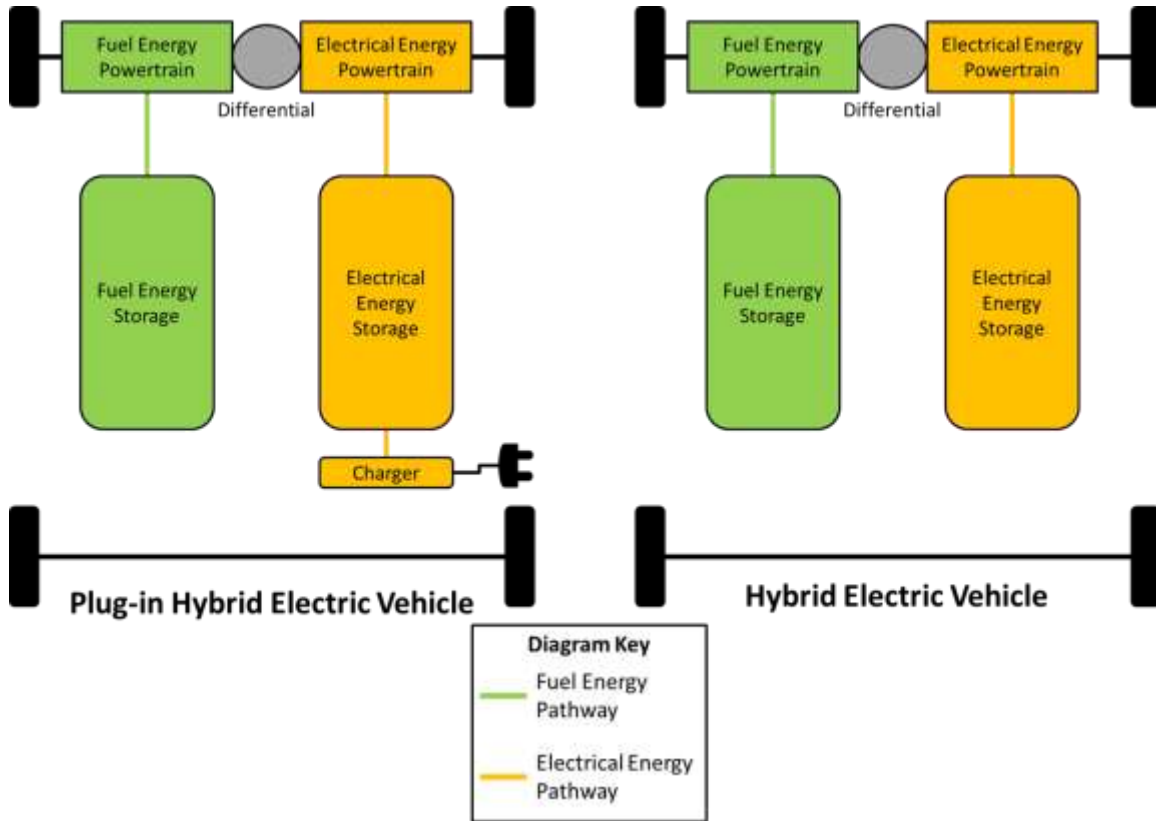 Fuel Energy
Powertrain
Electrical Energy
Powertrain
Differential
Fuel Energy
Storage
Electrical
Energy
Storage
Charger
Plug-in Hybrid Electric Vehicle
Fuel Energy
Powertrain
Electrical Energy
Powertrain
Differential
Fuel Energy
Storage
Electrical
Energy
Storage
Hybrid Electric Vehicle
Diagram Key
Fuel Energy
Pathway
Electrical Energy
Pathway